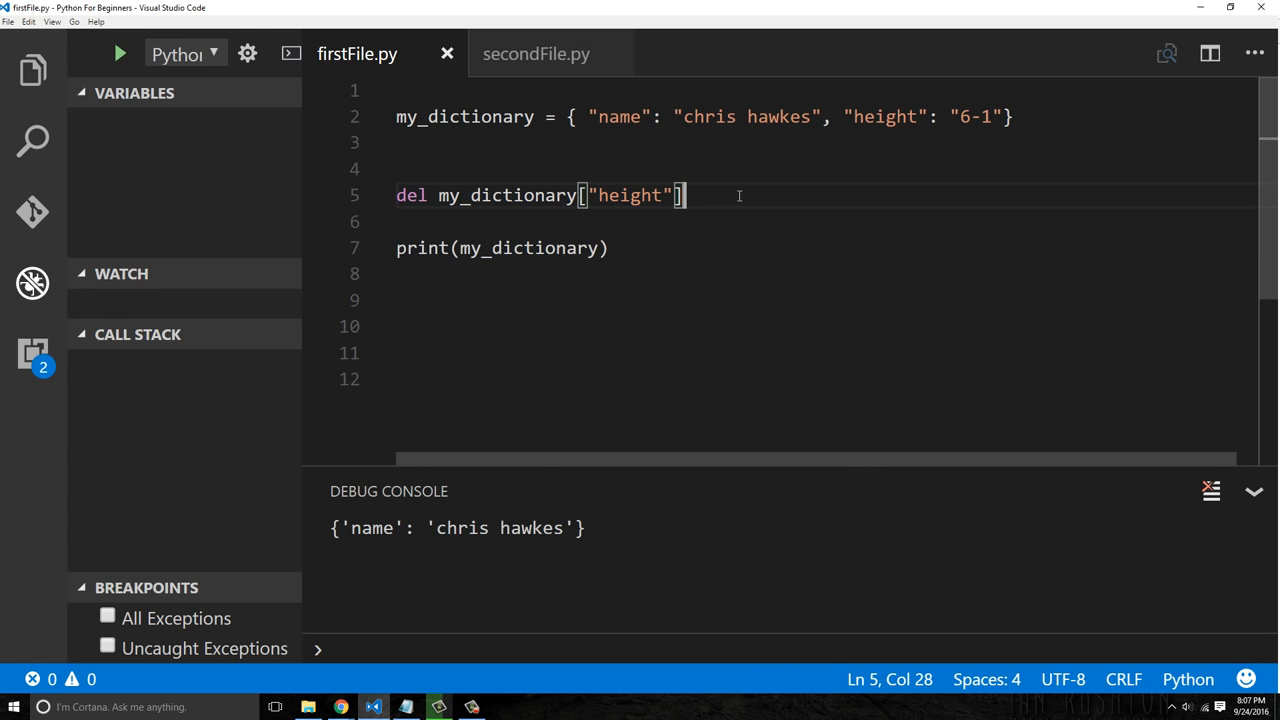 firstFile.py - Python For Beginners - Visual Studio Code
File Edit View Go Help
Python
firstFile.py
secondFile.py
VARIABLES
WATCH
CALL STACK
2
BREAKPOINTS
All Exceptions
Uncaught Exceptions
1
2 my_dictionary = { "name": "chris hawkes", "height": "6-1"}
3
4
5 del my_dictionary["height"]
6
7 print(my_dictionary)
8
9
10
11
12
DEBUG CONSOLE
{'name': 'chris hawkes'}
0 0 Ln 5, Col 28 Spaces: 4 UTF-8 CRLF Python
I'm Cortana. Ask me anything.
8:07 PM
9/24/2016